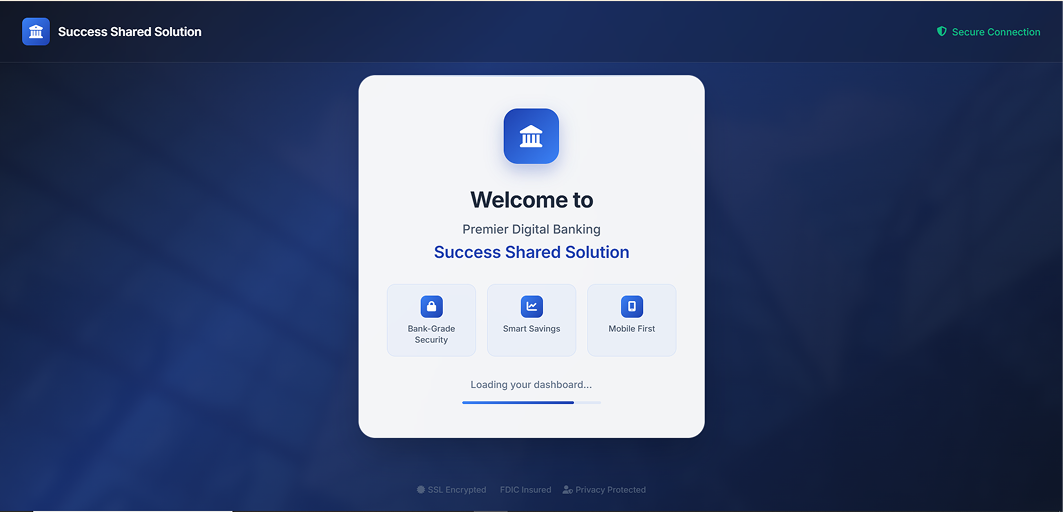 Success Shared Solution
Secure Connection
Welcome to
Premier Digital Banking
Success Shared Solution
Bank-Grade
Security
Smart Savings
Mobile First
Loading your dashboard...
SSL Encrypted
FDIC Insured
Privacy Protected